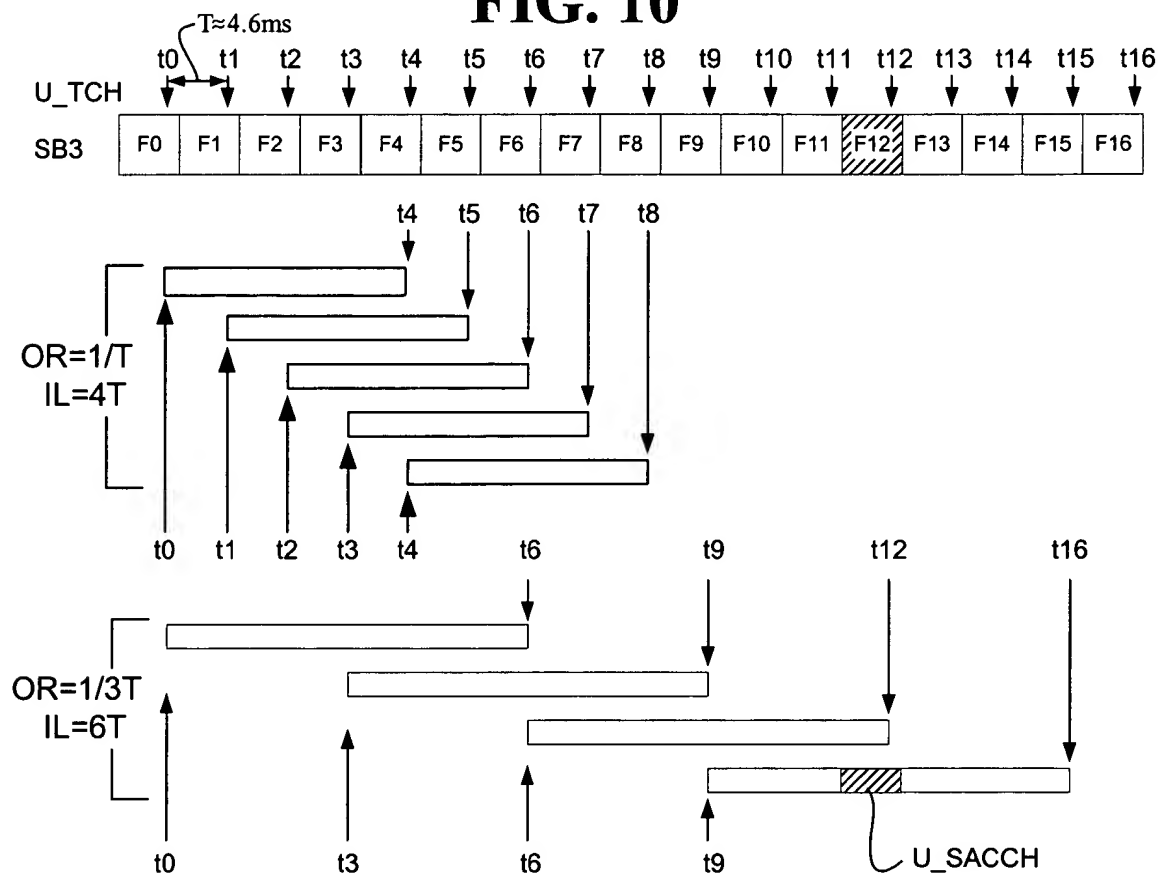 FIG. 10
T≈4.6ms
t0 t1 t2 t3 t4 t5 t6 t7 t8 t9 t10 t11 t12 t13 t14 t15 t16
U_TCH
SB3 F0 F1 F2 F3 F4 F5 F6 F7 F8 F9 F10 F11 F12 F13 F14 F15 F16
t4 t5 t6 t7 t8
OR=1/T
IL=4T
t0 t1 t2 t3 t4 t6 t9 t12 t16
OR=1/3T
IL=6T
t0 t3 t6 t9
U_SACCH